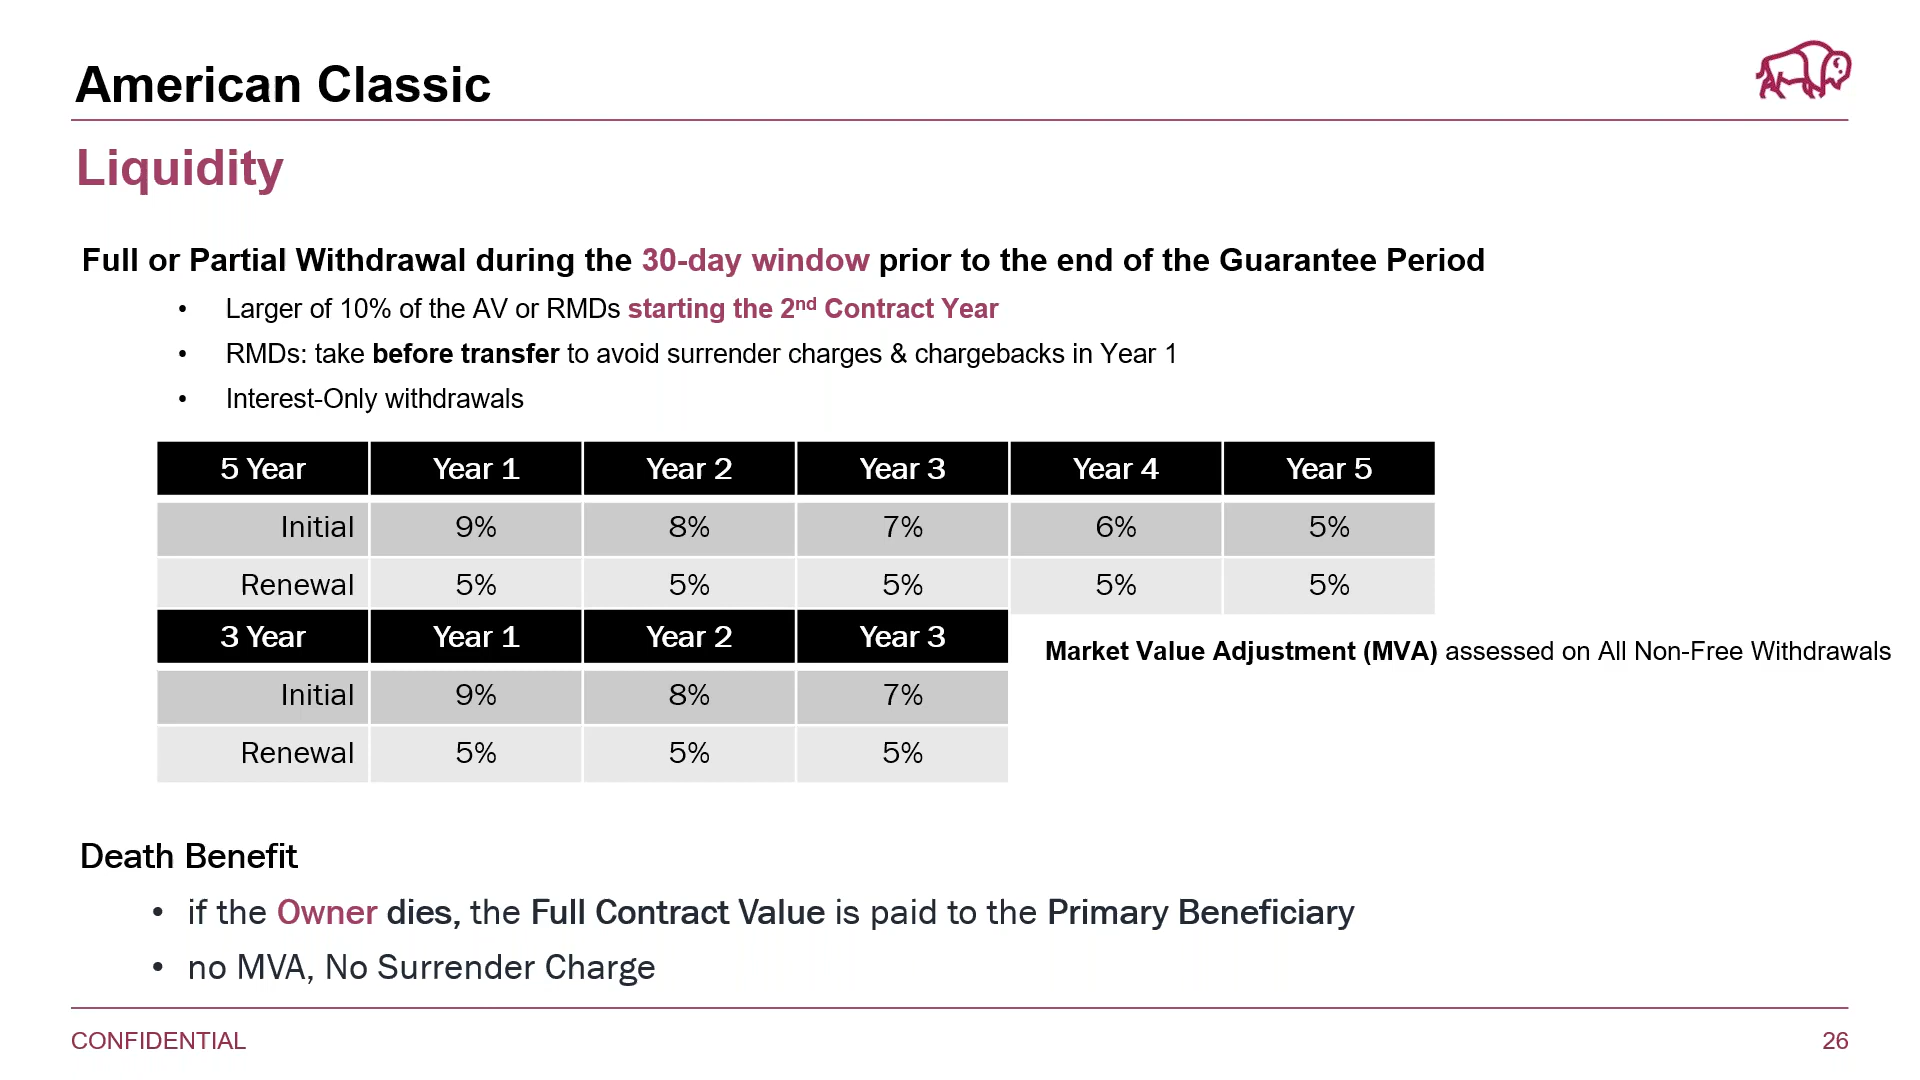 American Classic
Liquidity
Full or Partial Withdrawal during the 30-day window prior to the end of the Guarantee Period
• Larger of 10% of the AV or RMDs starting the 2nd Contract Year
• RMDs: take before transfer to avoid surrender charges & chargebacks in Year 1
• Interest-Only withdrawals
5 Year Year 1 Year 2 Year 3 Year 4 Year 5
Initial 9% 8% 7% 6% 5%
Renewal 5% 5% 5% 5% 5%
3 Year Year 1 Year 2 Year 3
Market Value Adjustment (MVA) assessed on All Non-Free Withdrawals
Initial 9% 8% 7%
Renewal 5% 5% 5%
Death Benefit
• if the Owner dies, the Full Contract Value is paid to the Primary Beneficiary
• no MVA, No Surrender Charge
CONFIDENTIAL
26